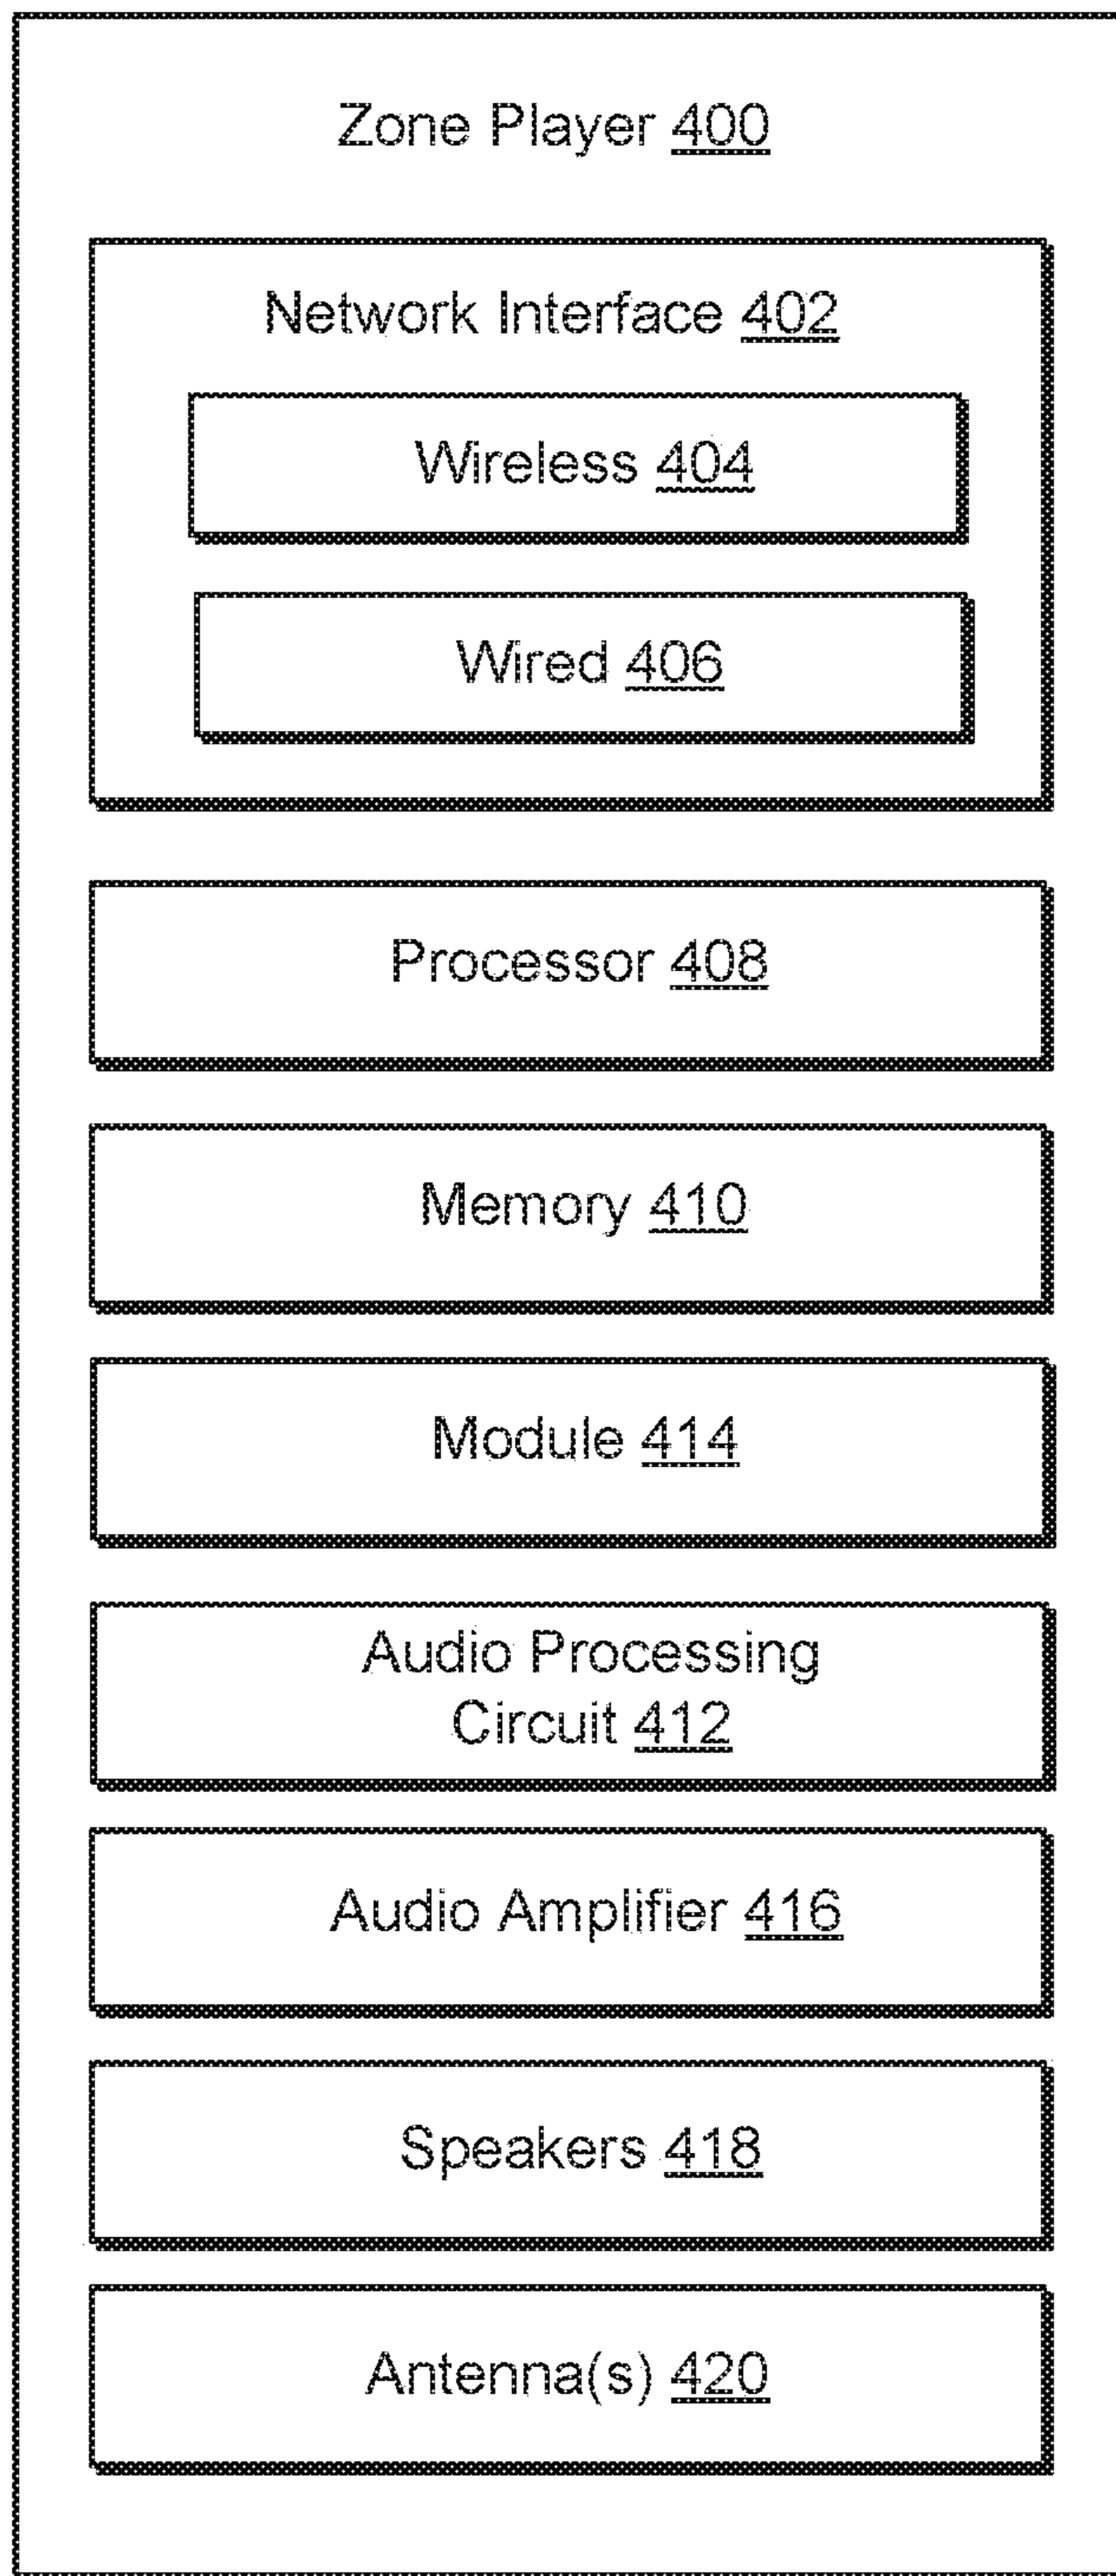 Zone Player 400
Network Interface 402
Wireless 404
Wired 406
Processor 408
Memory 410
Module 414
Audio Processing
Circuit 412
Audio Amplifier 416
Speakers 418
Antenna(s) 420